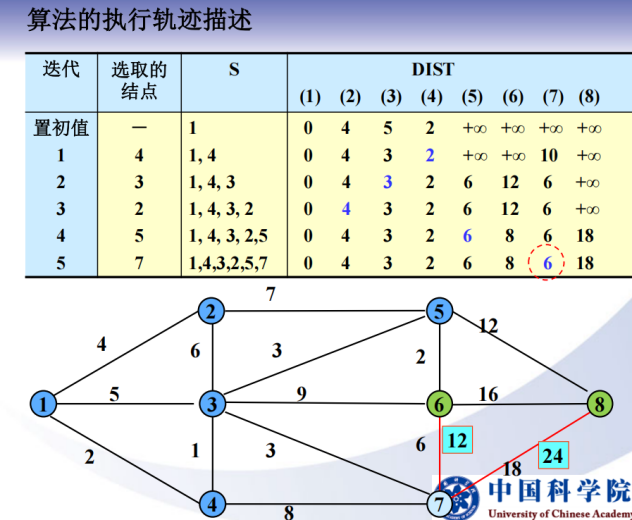 算法的执行轨迹描述
迭代 选取的结点 S DIST
(1) (2) (3) (4) (5) (6) (7) (8)
置初值 － 1 0 4 5 2 +∞ +∞ +∞ +∞
1 4 1, 4 0 4 3 2 +∞ +∞ 10 +∞
2 3 1, 4, 3 0 4 3 2 6 12 6 +∞
3 2 1, 4, 3, 2 0 4 3 2 6 12 6 +∞
4 5 1, 4, 3, 2,5 0 4 3 2 6 8 6 18
5 7 1,4,3,2,5,7 0 4 3 2 6 8 6 18
7
2 5
12
4 6 3 2
5 9 16
1 3 6 8
2 1 3 6 12 24
18
4 8 7
中国科学院
University of Chinese Academy